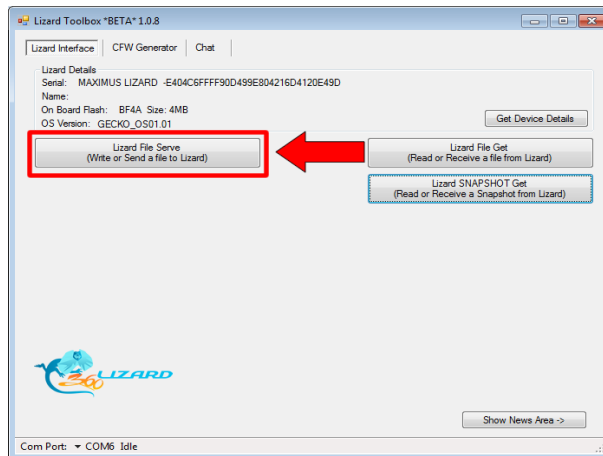 Lizard Toolbox *BETA* 1.0.8
Lizard Interface CFW Generator Chat
Lizard Details
Serial: MAXIMUS LIZARD -E404C6FFFF90D499E804216D4120E49D
Name:
On Board Flash: BF4A Size: 4MB
OS Version: GECKO_OS01.01
Get Device Details
Lizard File Serve
(Write or Send a file to Lizard)
Lizard File Get
(Read or Receive a file from Lizard)
Lizard SNAPSHOT Get
(Read or Receive a Snapshot from Lizard)
360 LIZARD
Show News Area ->
Com Port: COM6 Idle